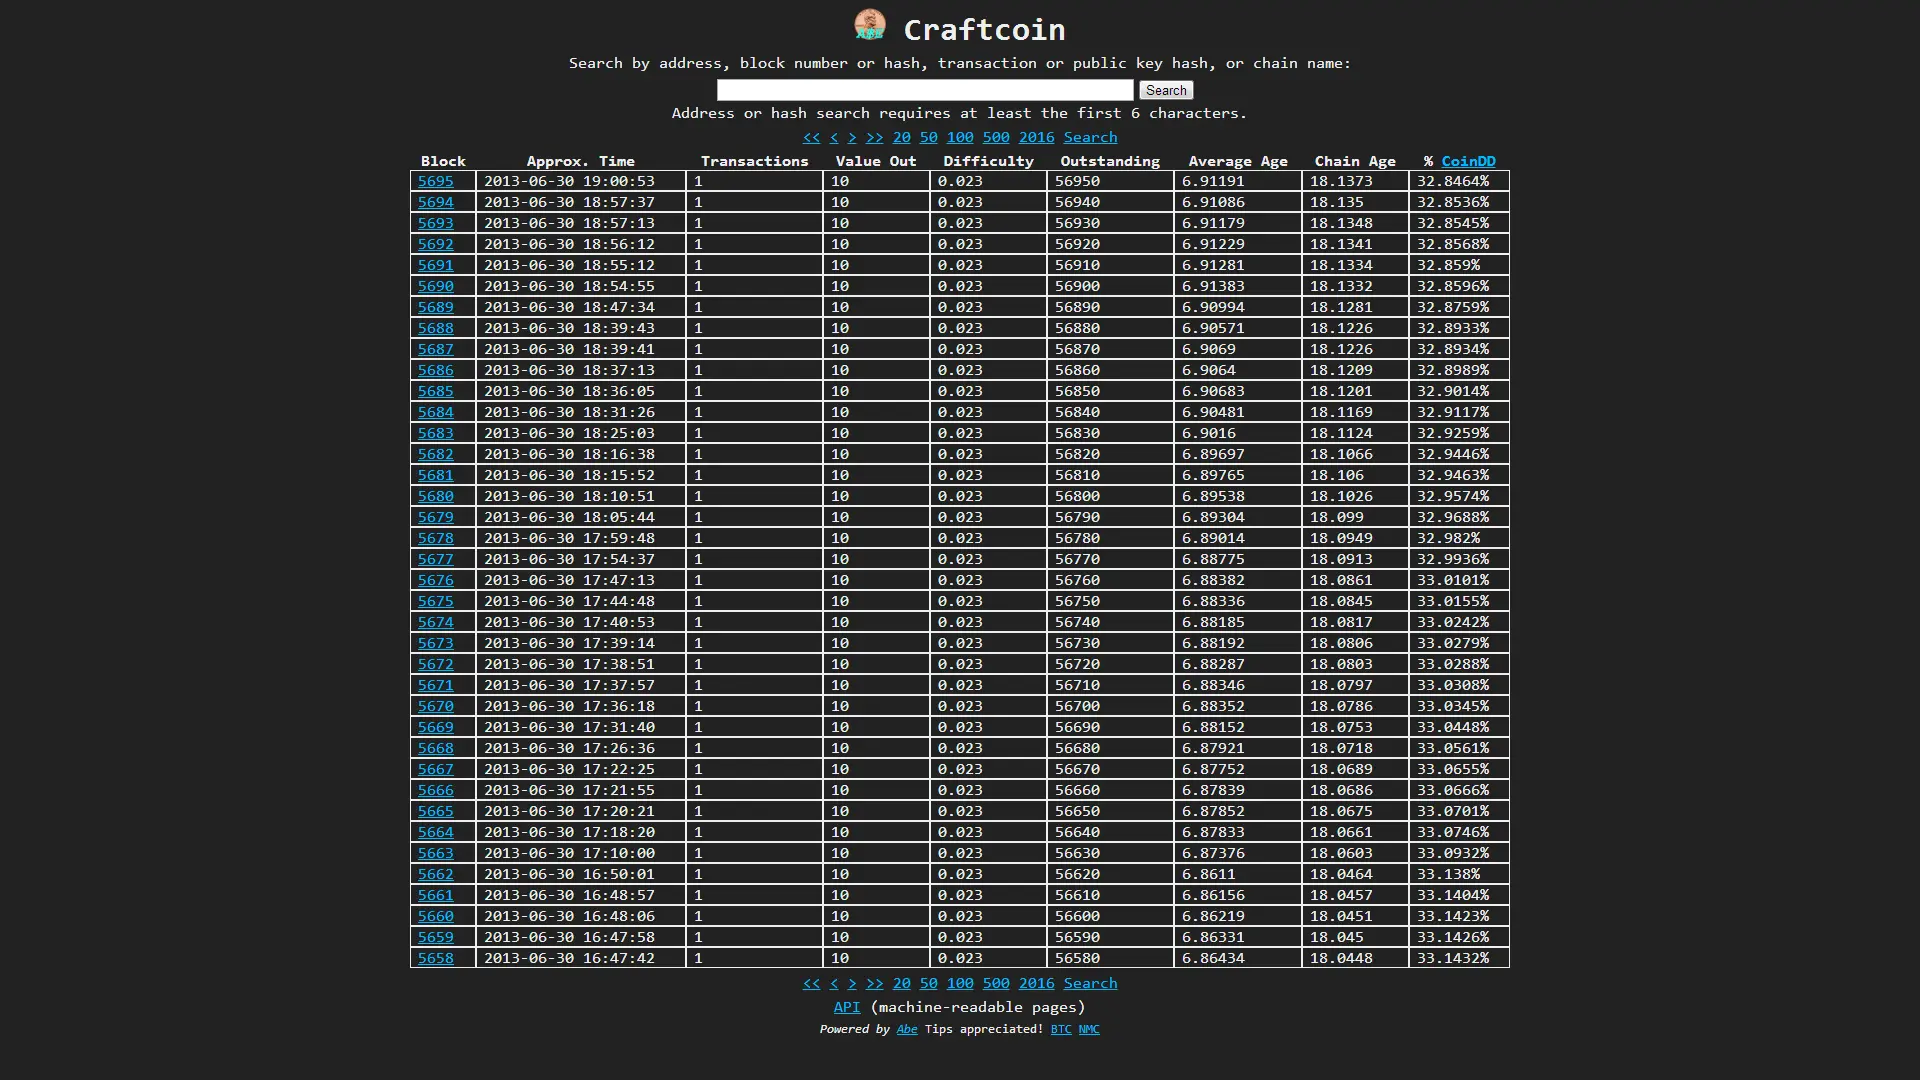 ABE Craftcoin
Search by address, block number or hash, transaction or public key hash, or chain name:
Search
Address or hash search requires at least the first 6 characters.
<< < > >> 20 50 100 500 2016 Search
Block Approx. Time Transactions Value Out Difficulty Outstanding Average Age Chain Age % CoinDD
5695 2013-06-30 19:00:53 1 10 0.023 56950 6.91191 18.1373 32.8464%
5694 2013-06-30 18:57:37 1 10 0.023 56940 6.91086 18.135 32.8536%
5693 2013-06-30 18:57:13 1 10 0.023 56930 6.91179 18.1348 32.8545%
5692 2013-06-30 18:56:12 1 10 0.023 56920 6.91229 18.1341 32.8568%
5691 2013-06-30 18:55:12 1 10 0.023 56910 6.91281 18.1334 32.859%
5690 2013-06-30 18:54:55 1 10 0.023 56900 6.91383 18.1332 32.8596%
5689 2013-06-30 18:47:34 1 10 0.023 56890 6.90994 18.1281 32.8759%
5688 2013-06-30 18:39:43 1 10 0.023 56880 6.90571 18.1226 32.8933%
5687 2013-06-30 18:39:41 1 10 0.023 56870 6.9069 18.1226 32.8934%
5686 2013-06-30 18:37:13 1 10 0.023 56860 6.9064 18.1209 32.8989%
5685 2013-06-30 18:36:05 1 10 0.023 56850 6.90683 18.1201 32.9014%
5684 2013-06-30 18:31:26 1 10 0.023 56840 6.90481 18.1169 32.9117%
5683 2013-06-30 18:25:03 1 10 0.023 56830 6.9016 18.1124 32.9259%
5682 2013-06-30 18:16:38 1 10 0.023 56820 6.89697 18.1066 32.9446%
5681 2013-06-30 18:15:52 1 10 0.023 56810 6.89765 18.106 32.9463%
5680 2013-06-30 18:10:51 1 10 0.023 56800 6.89538 18.1026 32.9574%
5679 2013-06-30 18:05:44 1 10 0.023 56790 6.89304 18.099 32.9688%
5678 2013-06-30 17:59:48 1 10 0.023 56780 6.89014 18.0949 32.982%
5677 2013-06-30 17:54:37 1 10 0.023 56770 6.88775 18.0913 32.9936%
5676 2013-06-30 17:47:13 1 10 0.023 56760 6.88382 18.0861 33.0101%
5675 2013-06-30 17:44:48 1 10 0.023 56750 6.88336 18.0845 33.0155%
5674 2013-06-30 17:40:53 1 10 0.023 56740 6.88185 18.0817 33.0242%
5673 2013-06-30 17:39:14 1 10 0.023 56730 6.88192 18.0806 33.0279%
5672 2013-06-30 17:38:51 1 10 0.023 56720 6.88287 18.0803 33.0288%
5671 2013-06-30 17:37:57 1 10 0.023 56710 6.88346 18.0797 33.0308%
5670 2013-06-30 17:36:18 1 10 0.023 56700 6.88352 18.0786 33.0345%
5669 2013-06-30 17:31:40 1 10 0.023 56690 6.88152 18.0753 33.0448%
5668 2013-06-30 17:26:36 1 10 0.023 56680 6.87921 18.0718 33.0561%
5667 2013-06-30 17:22:25 1 10 0.023 56670 6.87752 18.0689 33.0655%
5666 2013-06-30 17:21:55 1 10 0.023 56660 6.87839 18.0686 33.0666%
5665 2013-06-30 17:20:21 1 10 0.023 56650 6.87852 18.0675 33.0701%
5664 2013-06-30 17:18:20 1 10 0.023 56640 6.87833 18.0661 33.0746%
5663 2013-06-30 17:10:00 1 10 0.023 56630 6.87376 18.0603 33.0932%
5662 2013-06-30 16:50:01 1 10 0.023 56620 6.8611 18.0464 33.138%
5661 2013-06-30 16:48:57 1 10 0.023 56610 6.86156 18.0457 33.1404%
5660 2013-06-30 16:48:06 1 10 0.023 56600 6.86219 18.0451 33.1423%
5659 2013-06-30 16:47:58 1 10 0.023 56590 6.86331 18.045 33.1426%
5658 2013-06-30 16:47:42 1 10 0.023 56580 6.86434 18.0448 33.1432%
<< < > >> 20 50 100 500 2016 Search
API (machine-readable pages)
Powered by Abe Tips appreciated! BTC NMC